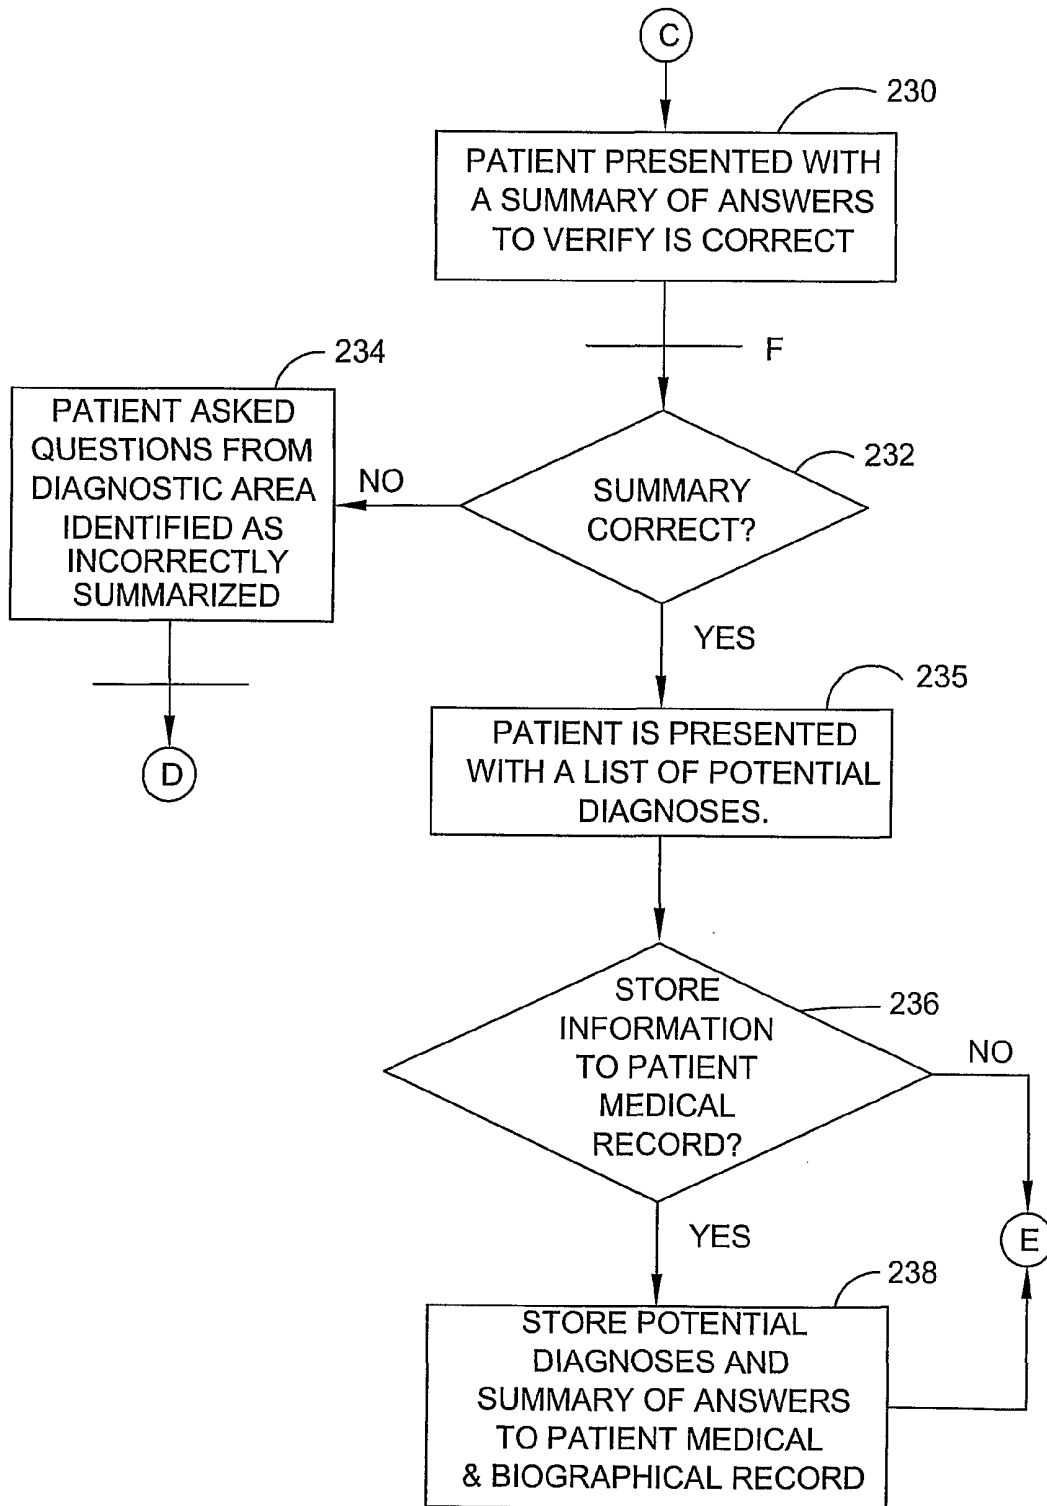 C
230
PATIENT PRESENTED WITH
A SUMMARY OF ANSWERS
TO VERIFY IS CORRECT
F
234
PATIENT ASKED
QUESTIONS FROM
DIAGNOSTIC AREA
IDENTIFIED AS
INCORRECTLY
SUMMARIZED
NO
232
SUMMARY
CORRECT?
D
YES
235
PATIENT IS PRESENTED
WITH A LIST OF POTENTIAL
DIAGNOSES.
STORE
INFORMATION
TO PATIENT
MEDICAL
RECORD?
236
NO
YES
E
238
STORE POTENTIAL
DIAGNOSES AND
SUMMARY OF ANSWERS
TO PATIENT MEDICAL
& BIOGRAPHICAL RECORD